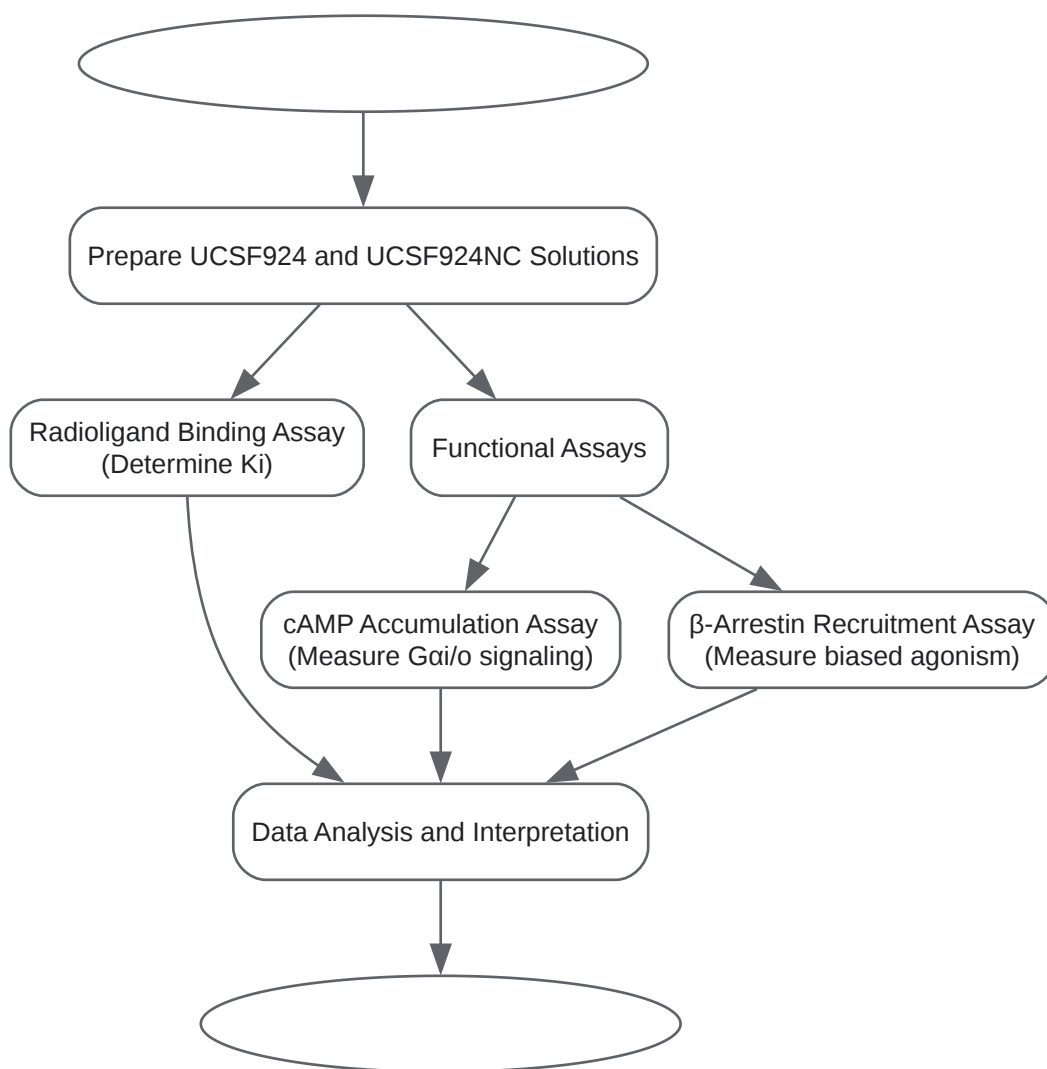 Prepare UCSF924 and UCSF924NC Solutions
Radioligand Binding Assay
(Determine Ki)
Functional Assays
cAMP Accumulation Assay
(Measure Gαi/o signaling)
β-Arrestin Recruitment Assay
(Measure biased agonism)
Data Analysis and Interpretation